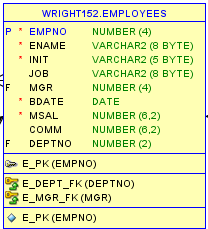 WRIGHT152.EMPLOYEES
P * EMPNO NUMBER (4)
* ENAME VARCHAR2 (8 BYTE)
* INIT VARCHAR2 (5 BYTE)
JOB VARCHAR2 (8 BYTE)
F MGR NUMBER (4)
* BDATE DATE
* MSAL NUMBER (6,2)
COMM NUMBER (6,2)
F DEPTNO NUMBER (2)
E_PK (EMPNO)
E_DEPT_FK (DEPTNO)
E_MGR_FK (MGR)
E_PK (EMPNO)